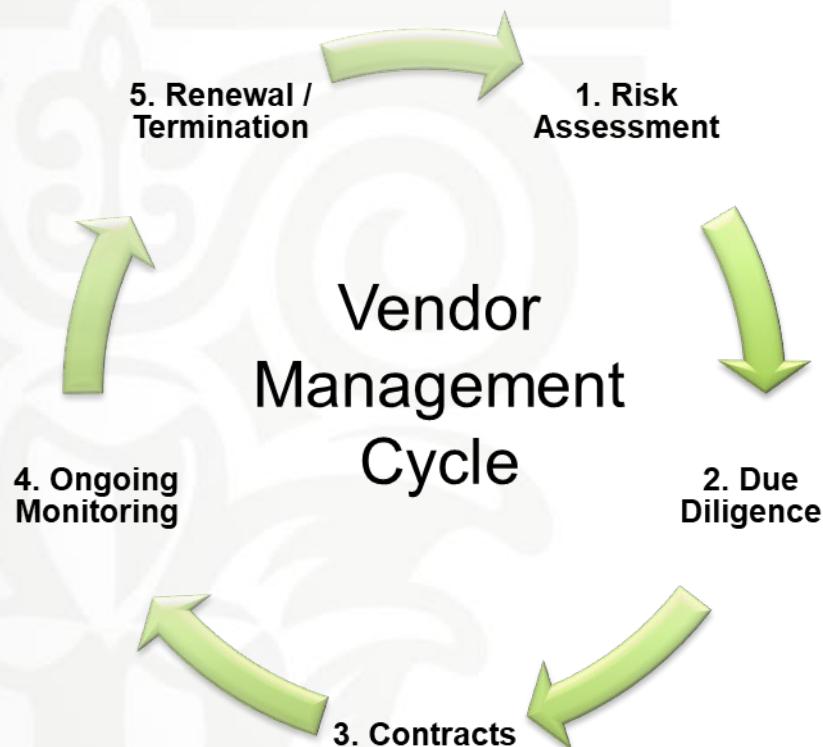 Vendor
Management
Cycle
1. Risk
Assessment
2. Due
Diligence
3. Contracts
4. Ongoing
Monitoring
5. Renewal /
Termination